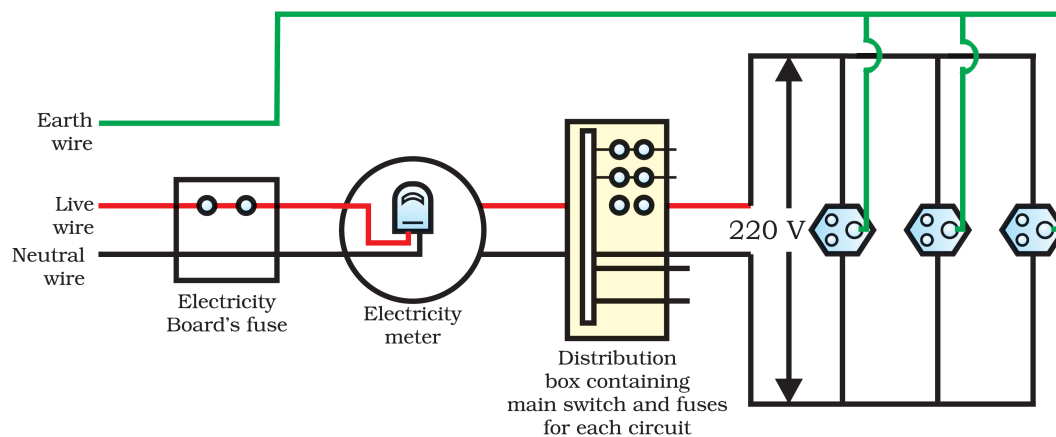 Earth
wire
Live
wire
Neutral
wire
Electricity
Board's fuse
Electricity
meter
Distribution
box containing
main switch and fuses
for each circuit
220 V